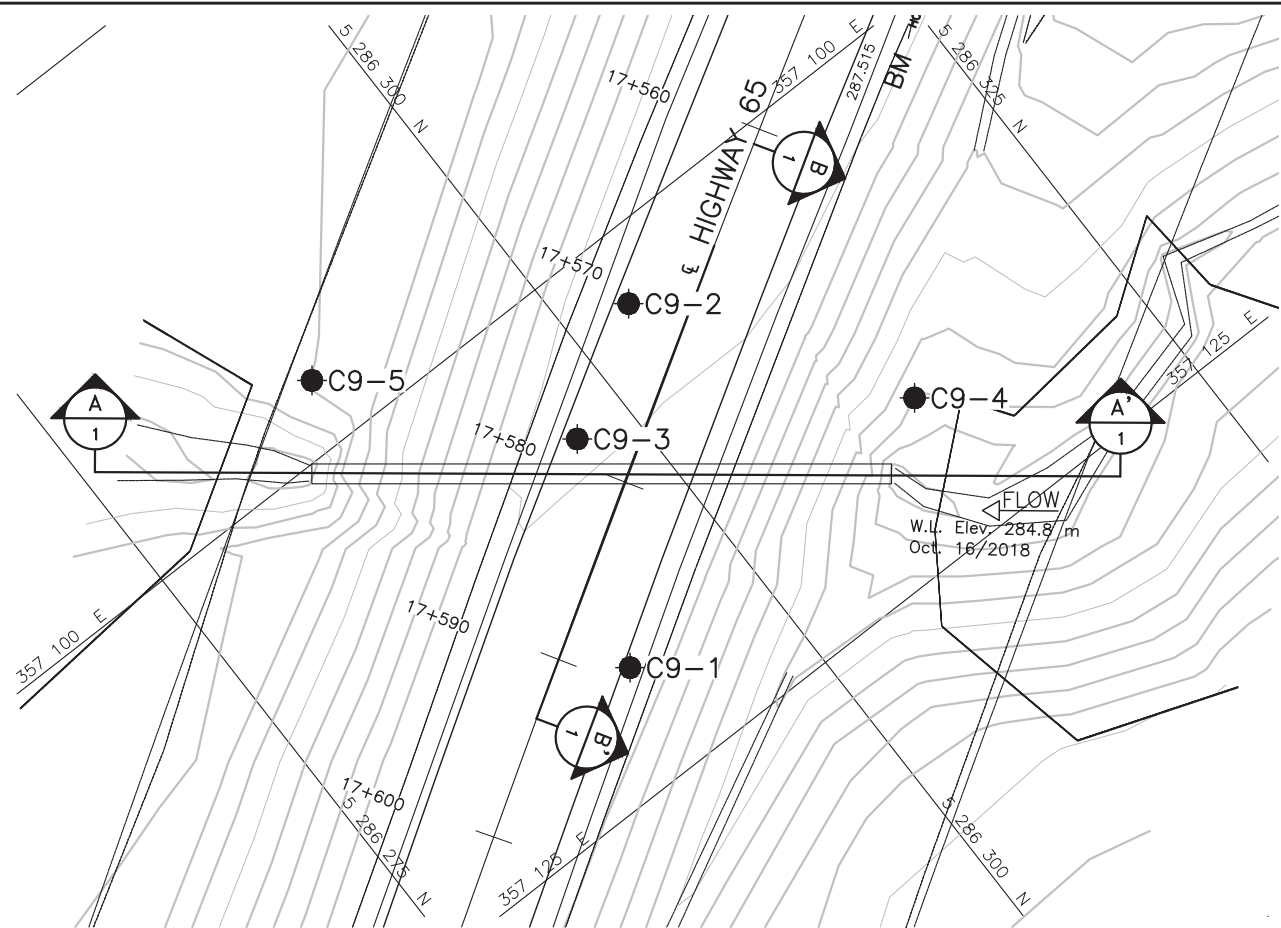 5 286 300 N
17+560
HIGHWAY 65
357 100 E
287.515
BM
5 286 325 N
B
1
17+570
C9-2
C9-5
C9-4
357 125 E
A
1
A'
1
17+580
C9-3
FLOW
W.L. Elev. 284.8 m
Oct. 16/2018
17+590
357 100 E
C9-1
B'
1
17+600
5 286 275 N
357 125 E
5 286 300 N